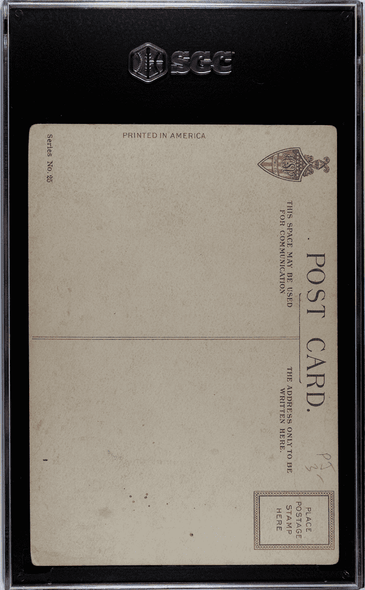 SGC
PRINTED IN AMERICA
Series No. 25
POST CARD.
THIS SPACE MAY BE USED
FOR COMMUNICATION
THE ADDRESS ONLY TO BE
WRITTEN HERE.
PLACE
POSTAGE
STAMP
HERE